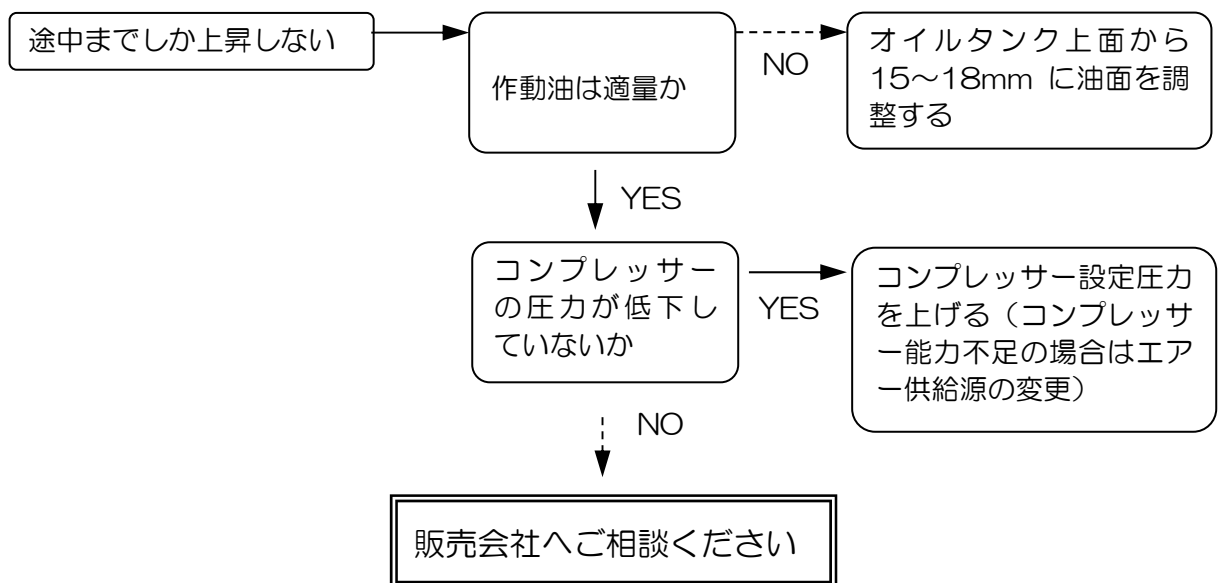 途中までしか上昇しない
作動油は適量か
NO
オイルタンク上面から
15～18mm に油面を調
整する
YES
コンプレッサー
の圧力が低下し
ていないか
YES
コンプレッサー設定圧力
を上げる（コンプレッサ
ー能力不足の場合はエア
ー供給源の変更）
NO
販売会社へご相談ください